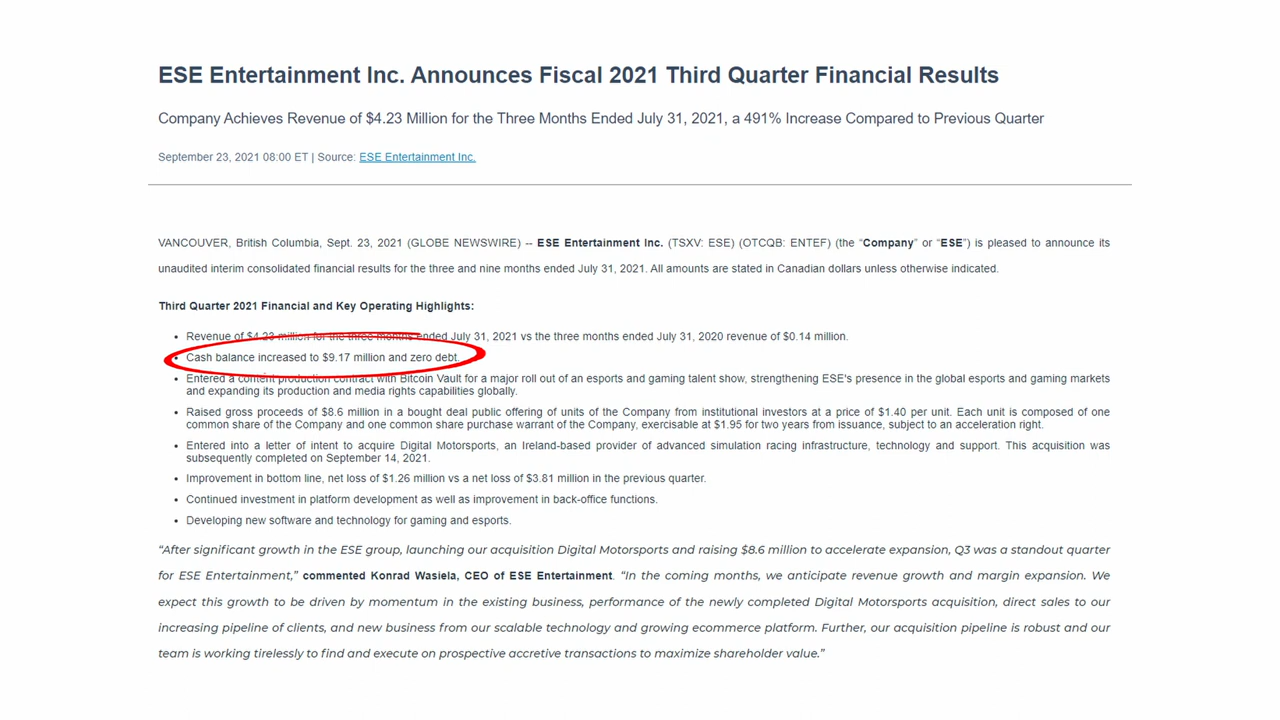 ESE Entertainment Inc. Announces Fiscal 2021 Third Quarter Financial Results
Company Achieves Revenue of $4.23 Million for the Three Months Ended July 31, 2021, a 491% Increase Compared to Previous Quarter
September 23, 2021 08:00 ET | Source: ESE Entertainment Inc.
VANCOUVER, British Columbia, Sept. 23, 2021 (GLOBE NEWSWIRE) -- ESE Entertainment Inc. (TSXV: ESE) (OTCQB: ENTEF) (the “Company” or “ESE”) is pleased to announce its
unaudited interim consolidated financial results for the three and nine months ended July 31, 2021. All amounts are stated in Canadian dollars unless otherwise indicated.
Third Quarter 2021 Financial and Key Operating Highlights:
• Revenue of $4.23 million for the three months ended July 31, 2021 vs the three months ended July 31, 2020 revenue of $0.14 million.
• Cash balance increased to $9.17 million and zero debt.
• Entered a content production contract with Bitcoin Vault for a major roll out of an esports and gaming talent show, strengthening ESE's presence in the global esports and gaming markets
and expanding its production and media rights capabilities globally.
• Raised gross proceeds of $8.6 million in a bought deal public offering of units of the Company from institutional investors at a price of $1.40 per unit. Each unit is composed of one
common share of the Company and one common share purchase warrant of the Company, exercisable at $1.95 for two years from issuance, subject to an acceleration right.
• Entered into a letter of intent to acquire Digital Motorsports, an Ireland-based provider of advanced simulation racing infrastructure, technology and support. This acquisition was
subsequently completed on September 14, 2021.
• Improvement in bottom line, net loss of $1.26 million vs a net loss of $3.81 million in the previous quarter.
• Continued investment in platform development as well as improvement in back-office functions.
• Developing new software and technology for gaming and esports.
“After significant growth in the ESE group, launching our acquisition Digital Motorsports and raising $8.6 million to accelerate expansion, Q3 was a standout quarter
for ESE Entertainment,” commented Konrad Wasiela, CEO of ESE Entertainment. “In the coming months, we anticipate revenue growth and margin expansion. We
expect this growth to be driven by momentum in the existing business, performance of the newly completed Digital Motorsports acquisition, direct sales to our
increasing pipeline of clients, and new business from our scalable technology and growing ecommerce platform. Further, our acquisition pipeline is robust and our
team is working tirelessly to find and execute on prospective accretive transactions to maximize shareholder value.”